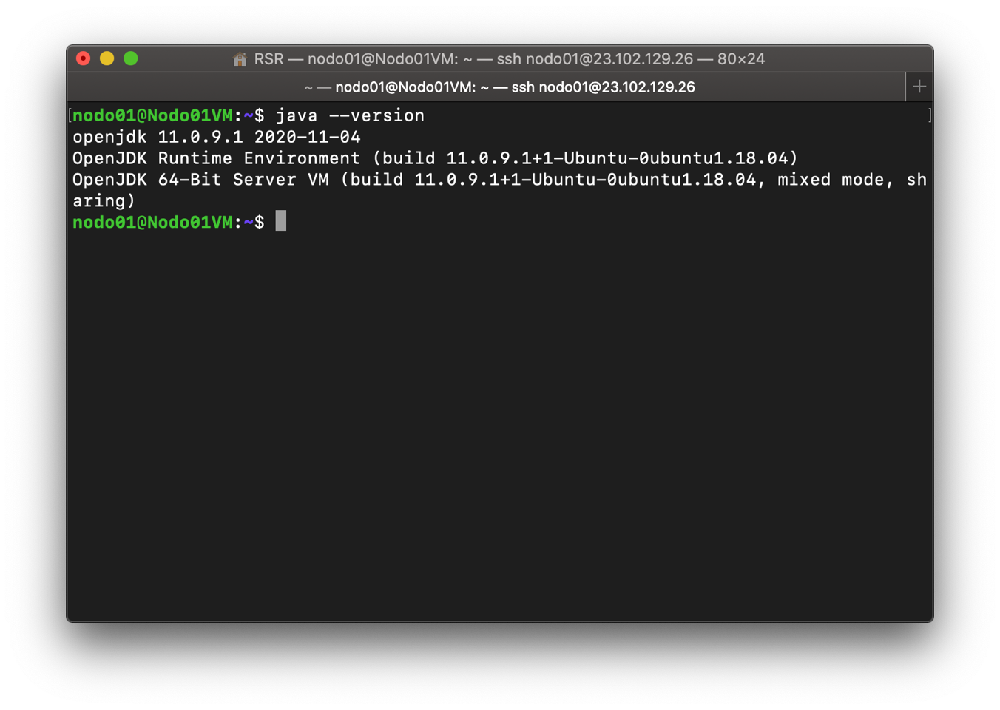 RSR — nodo01@Nodo01VM: ~ — ssh nodo01@23.102.129.26 — 80×24
~ — nodo01@Nodo01VM: ~ — ssh nodo01@23.102.129.26
[nodo01@Nodo01VM:~$ java --version ]
openjdk 11.0.9.1 2020-11-04
OpenJDK Runtime Environment (build 11.0.9.1+1-Ubuntu-0ubuntu1.18.04)
OpenJDK 64-Bit Server VM (build 11.0.9.1+1-Ubuntu-0ubuntu1.18.04, mixed mode, sh
aring)
nodo01@Nodo01VM:~$